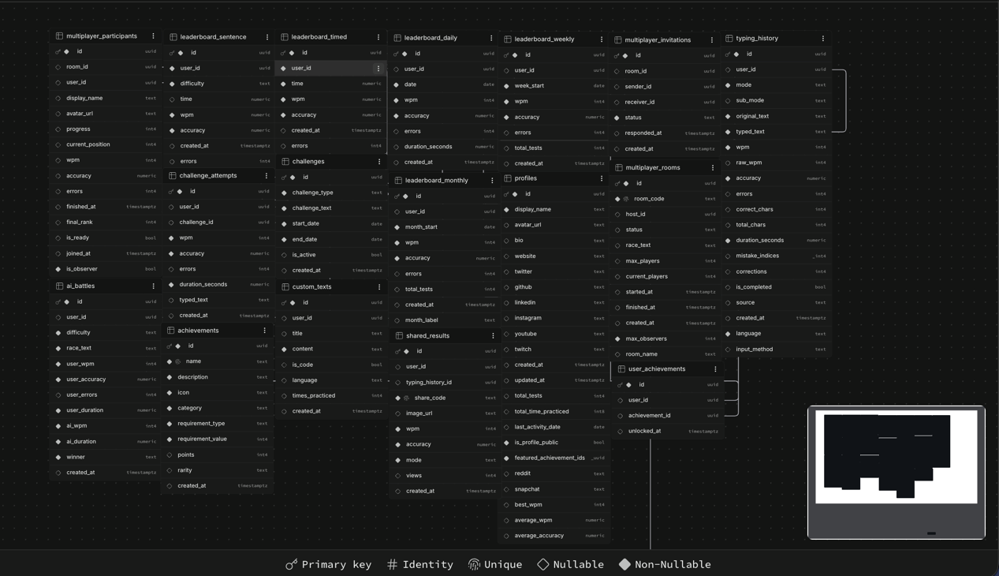 multiplayer_participants
id uuid
room_id uuid
user_id uuid
display_name text
avatar_url text
progress int4
current_position int4
wpm int4
accuracy numeric
errors int4
finished_at timestamptz
final_rank int4
is_ready bool
joined_at timestamptz
is_observer bool
ai_battles
id uuid
user_id uuid
difficulty text
race_text text
user_wpm int4
user_accuracy numeric
user_errors int4
user_duration numeric
ai_wpm int4
ai_duration numeric
winner text
created_at timestamptz
leaderboard_sentence
id uuid
user_id uuid
difficulty text
time numeric
wpm numeric
accuracy numeric
created_at timestamptz
errors int4
challenge_attempts
id uuid
user_id uuid
challenge_id uuid
wpm int4
accuracy numeric
errors int4
duration_seconds numeric
typed_text text
created_at timestamptz
achievements
id uuid
name text
description text
icon text
category text
requirement_type text
requirement_value int4
points int4
rarity text
created_at timestamptz
leaderboard_timed
id uuid
user_id
time numeric
wpm numeric
accuracy numeric
created_at timestamptz
errors int4
challenges
id uuid
challenge_type text
challenge_text text
start_date date
end_date date
is_active bool
created_at timestamptz
custom_texts
id uuid
user_id uuid
title text
content text
is_code bool
language text
times_practiced int4
created_at timestamptz
leaderboard_daily
id uuid
user_id uuid
date date
wpm int4
accuracy numeric
errors int4
duration_seconds numeric
created_at timestamptz
leaderboard_monthly
id uuid
user_id uuid
month_start date
wpm int4
accuracy numeric
errors int4
total_tests int4
created_at timestamptz
month_label text
shared_results
id uuid
user_id uuid
typing_history_id uuid
share_code text
image_url text
wpm int4
accuracy numeric
mode text
views int4
created_at timestamptz
leaderboard_weekly
id uuid
user_id uuid
week_start date
wpm int4
accuracy numeric
errors int4
total_tests int4
created_at timestamptz
profiles
id uuid
display_name text
avatar_url text
bio text
website text
twitter text
github text
linkedin text
instagram text
youtube text
twitch text
created_at timestamptz
updated_at timestamptz
total_tests int4
total_time_practiced int8
last_activity_date date
is_profile_public bool
featured_achievement_ids _uuid
reddit text
snapchat text
best_wpm int4
average_wpm numeric
average_accuracy numeric
multiplayer_invitations
id uuid
room_id uuid
sender_id uuid
receiver_id uuid
status text
responded_at timestamptz
created_at timestamptz
multiplayer_rooms
id uuid
room_code text
host_id uuid
status text
race_text text
max_players int4
current_players int4
started_at timestamptz
finished_at timestamptz
created_at timestamptz
max_observers int4
room_name text
user_achievements
id uuid
user_id uuid
achievement_id uuid
unlocked_at timestamptz
typing_history
id uuid
user_id uuid
mode text
sub_mode text
original_text text
typed_text text
wpm int4
raw_wpm int4
accuracy numeric
errors int4
correct_chars int4
total_chars int4
duration_seconds numeric
mistake_indices _int4
corrections int4
is_completed bool
source text
created_at timestamptz
language text
input_method text
Primary key # Identity Unique Nullable Non-Nullable